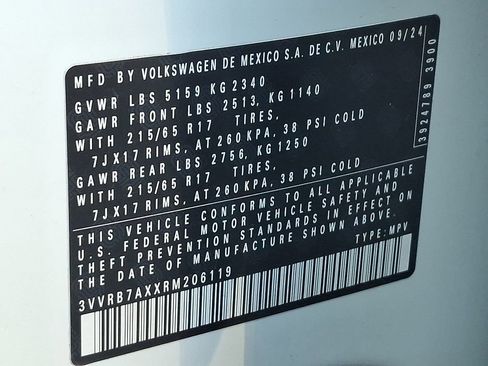 MFD BY VOLKSWAGEN DE MEXICO S.A. DE C.V. MEXICO 09/24
GVWR LBS 5159 KG 2340
GAWR FRONT LBS 2513, KG 1140
WITH 215/65 R17 TIRES,
7JX17 RIMS, AT 260 KPA, 38 PSI COLD
GAWR REAR LBS 2756, KG 1250
WITH 215/65 R17 TIRES,
7JX17 RIMS, AT 260 KPA, 38 PSI COLD
THIS VEHICLE CONFORMS TO ALL APPLICABLE
U.S. FEDERAL MOTOR VEHICLE SAFETY AND
THEFT PREVENTION STANDARDS IN EFFECT ON
THE DATE OF MANUFACTURE SHOWN ABOVE.
3VVRB7AXXRM206119 TYPE: MPV
3924789 3900